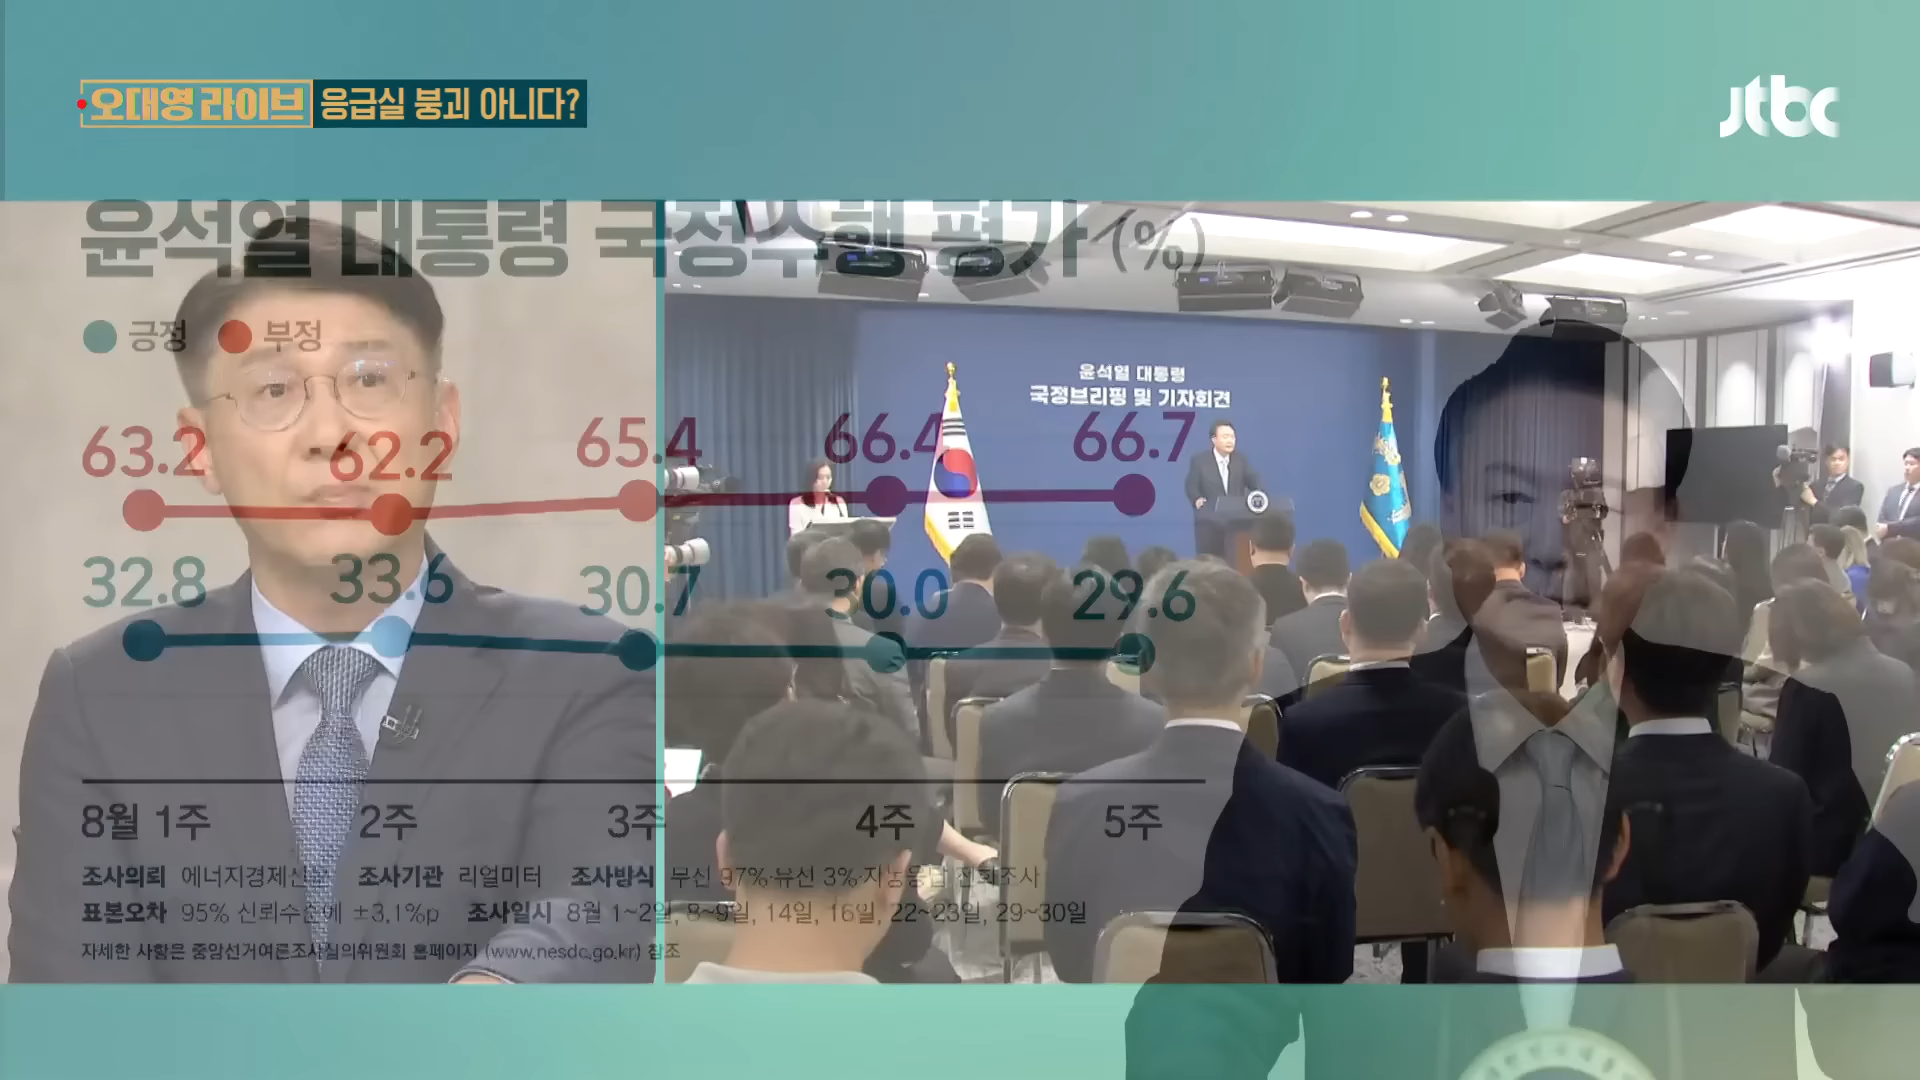 오대영 라이브 응급실 붕괴 아니다?
jtbc
윤석열 대통령 국정수행 평가 (%)
긍정 부정
윤석열 대통령
국정브리핑 및 기자회견
63.2 62.2 65.4 66.4 66.7
32.8 33.6 30.7 30.0 29.6
8월 1주 2주 3주 4주 5주
조사의뢰 에너지경제신문 조사기관 리얼미터 조사방식 무선 97%·유선 3%·자동응답 전화조사
표본오차 95% 신뢰수준에 ±3.1%p 조사일시 8월 1~2일, 8~9일, 14일, 16일, 22~23일, 29~30일
자세한 사항은 중앙선거여론조사심의위원회 홈페이지 (www.nesdc.go.kr) 참조